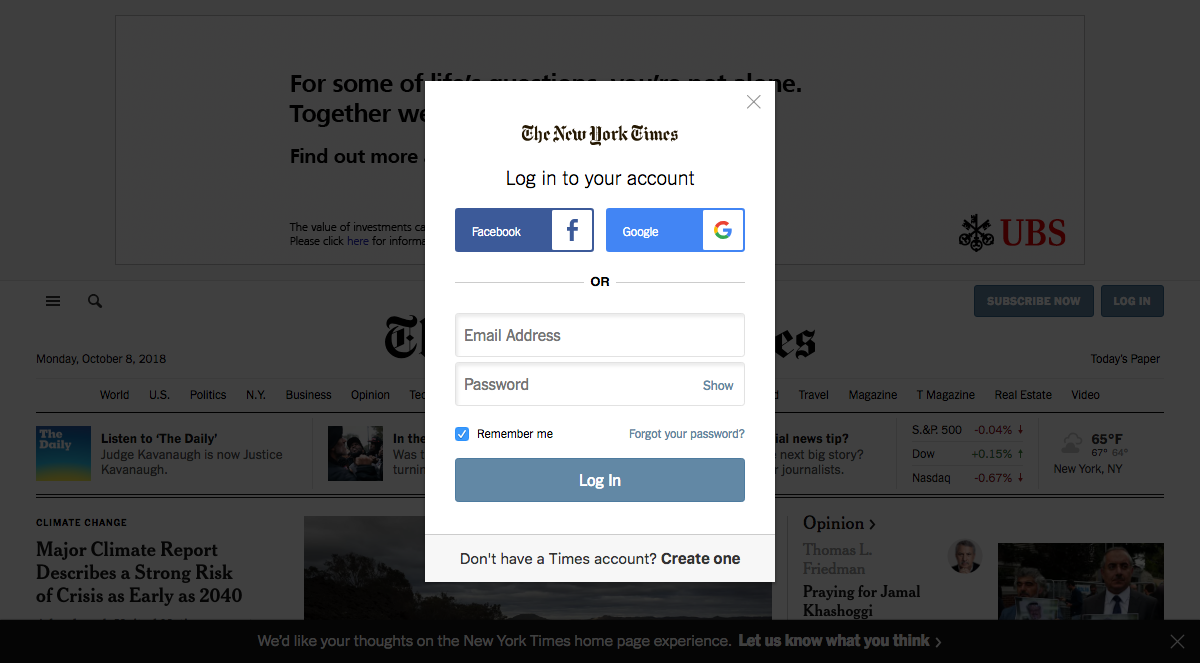 For some of life's questions, you're not alone.
Together we
Find out more
The value of investments ca
Please click here for informa
UBS
The New York Times
Log in to your account
Facebook
Google
OR
Email Address
Password
Show
Remember me
Forgot your password?
Log In
Don't have a Times account? Create one
SUBSCRIBE NOW
LOG IN
Monday, October 8, 2018
Today's Paper
World
U.S.
Politics
N.Y.
Business
Opinion
Tec
Travel
Magazine
T Magazine
Real Estate
Video
The
Daily
Listen to ‘The Daily’
Judge Kavanaugh is now Justice
Kavanaugh.
In the
Was t
turnin
ial news tip?
next big story?
journalists.
S&P. 500 -0.04% ↓
Dow +0.15% ↑
Nasdaq -0.67% ↓
65°F
67° 64°
New York, NY
CLIMATE CHANGE
Major Climate Report
Describes a Strong Risk
of Crisis as Early as 2040
Opinion >
Thomas L.
Friedman
Praying for Jamal
Khashoggi
We'd like your thoughts on the New York Times home page experience. Let us know what you think >